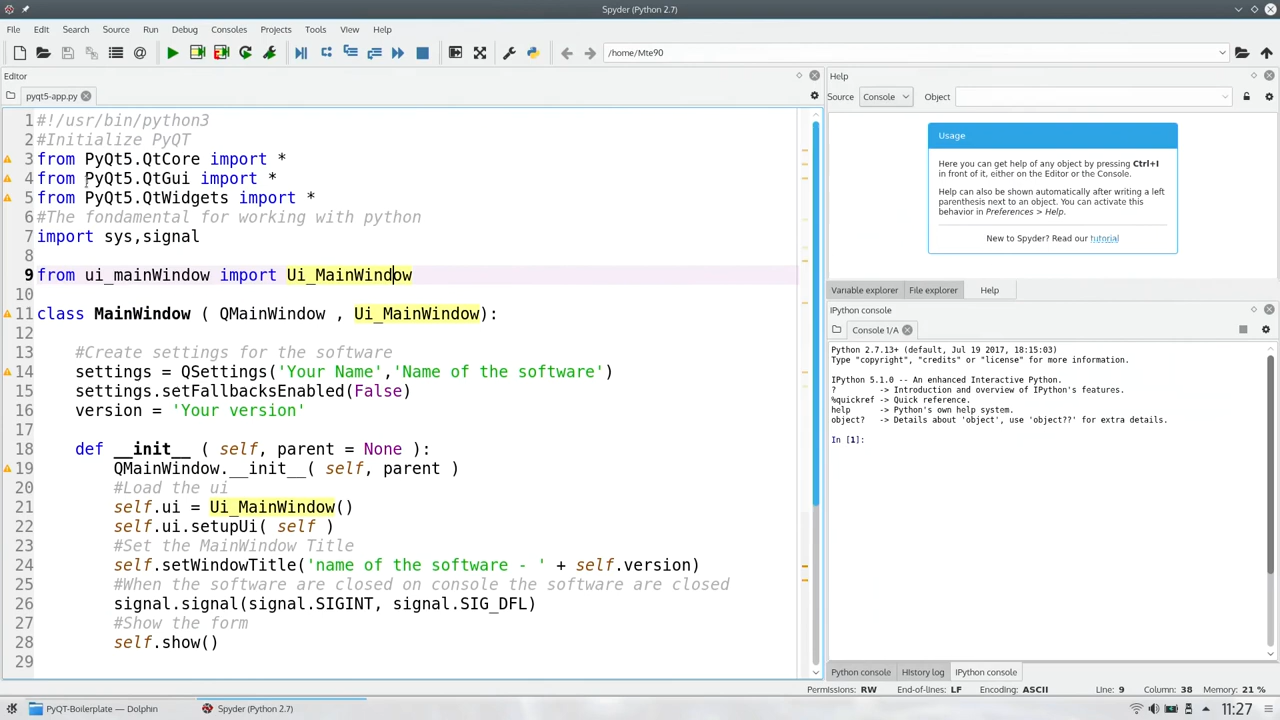 Spyder (Python 2.7)
File Edit Search Source Run Debug Consoles Projects Tools View Help
/home/Mte90
Editor
pyqt5-app.py
1 #!/usr/bin/python3
2 #Initialize PyQT
3 from PyQt5.QtCore import *
4 from PyQt5.QtGui import *
5 from PyQt5.QtWidgets import *
6 #The fondamental for working with python
7 import sys,signal
8
9 from ui_mainWindow import Ui_MainWindow
10
11 class MainWindow ( QMainWindow , Ui_MainWindow):
12
13 #Create settings for the software
14 settings = QSettings('Your Name','Name of the software')
15 settings.setFallbacksEnabled(False)
16 version = 'Your version'
17
18 def __init__ ( self, parent = None ):
19 QMainWindow.__init__( self, parent )
20 #Load the ui
21 self.ui = Ui_MainWindow()
22 self.ui.setupUi( self )
23 #Set the MainWindow Title
24 self.setWindowTitle('name of the software - ' + self.version)
25 #When the software are closed on console the software are closed
26 signal.signal(signal.SIGINT, signal.SIG_DFL)
27 #Show the form
28 self.show()
29
Help
Source Console Object
Usage
Here you can get help of any object by pressing Ctrl+I
in front of it, either on the Editor or the Console.
Help can also be shown automatically after writing a left
parenthesis next to an object. You can activate this
behavior in Preferences > Help.
New to Spyder? Read our tutorial
Variable explorer File explorer Help
IPython console
Console 1/A
Python 2.7.13+ (default, Jul 19 2017, 18:15:03)
Type "copyright", "credits" or "license" for more information.
IPython 5.1.0 -- An enhanced Interactive Python.
? -> Introduction and overview of IPython's features.
%quickref -> Quick reference.
help -> Python's own help system.
object? -> Details about 'object', use 'object??' for extra details.
In [1]:
Python console History log IPython console
Permissions: RW End-of-lines: LF Encoding: ASCII Line: 9 Column: 38 Memory: 21 %
PyQT-Boilerplate — Dolphin Spyder (Python 2.7) 11:27